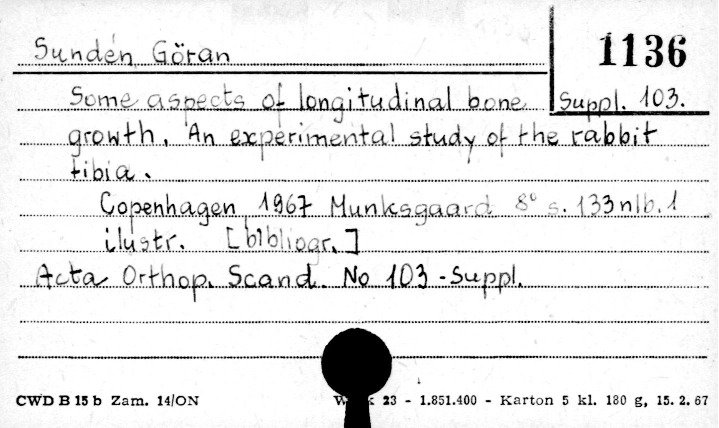 Sundén Göran
1136
Suppl. 103.
Some aspects of longitudinal bone
growth. An experimental study of the rabbit
tibia.
Copenhagen 1967 Munksgaard 8° s. 133 nlb. 1
ilustr. [bibliogr.]
Acta Orthop. Scand. No 103 - Suppl.
CWD B 15 b Zam. 14/ON
23 - 1.851.400 - Karton 5 kl. 180 g, 15. 2. 67